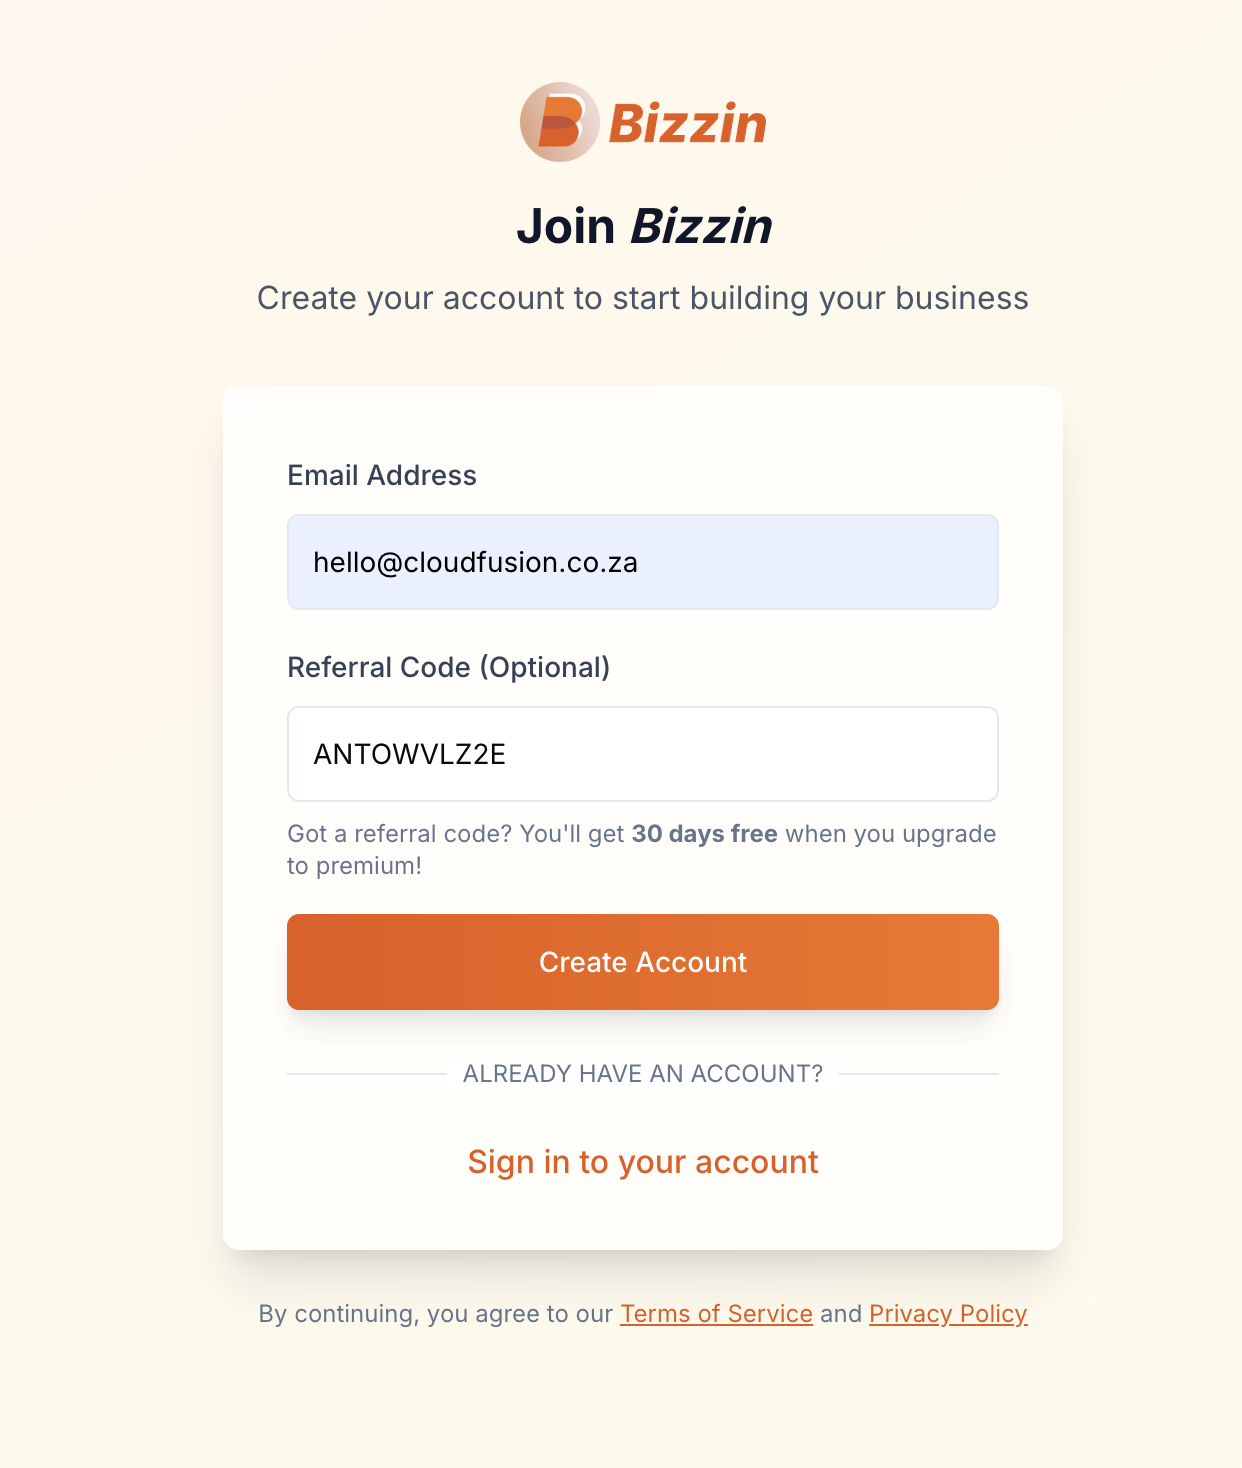 Bizzin
Join Bizzin
Create your account to start building your business
Email Address
hello@cloudfusion.co.za
Referral Code (Optional)
ANTOWVLZ2E
Got a referral code? You'll get 30 days free when you upgrade
to premium!
Create Account
ALREADY HAVE AN ACCOUNT?
Sign in to your account
By continuing, you agree to our Terms of Service and Privacy Policy